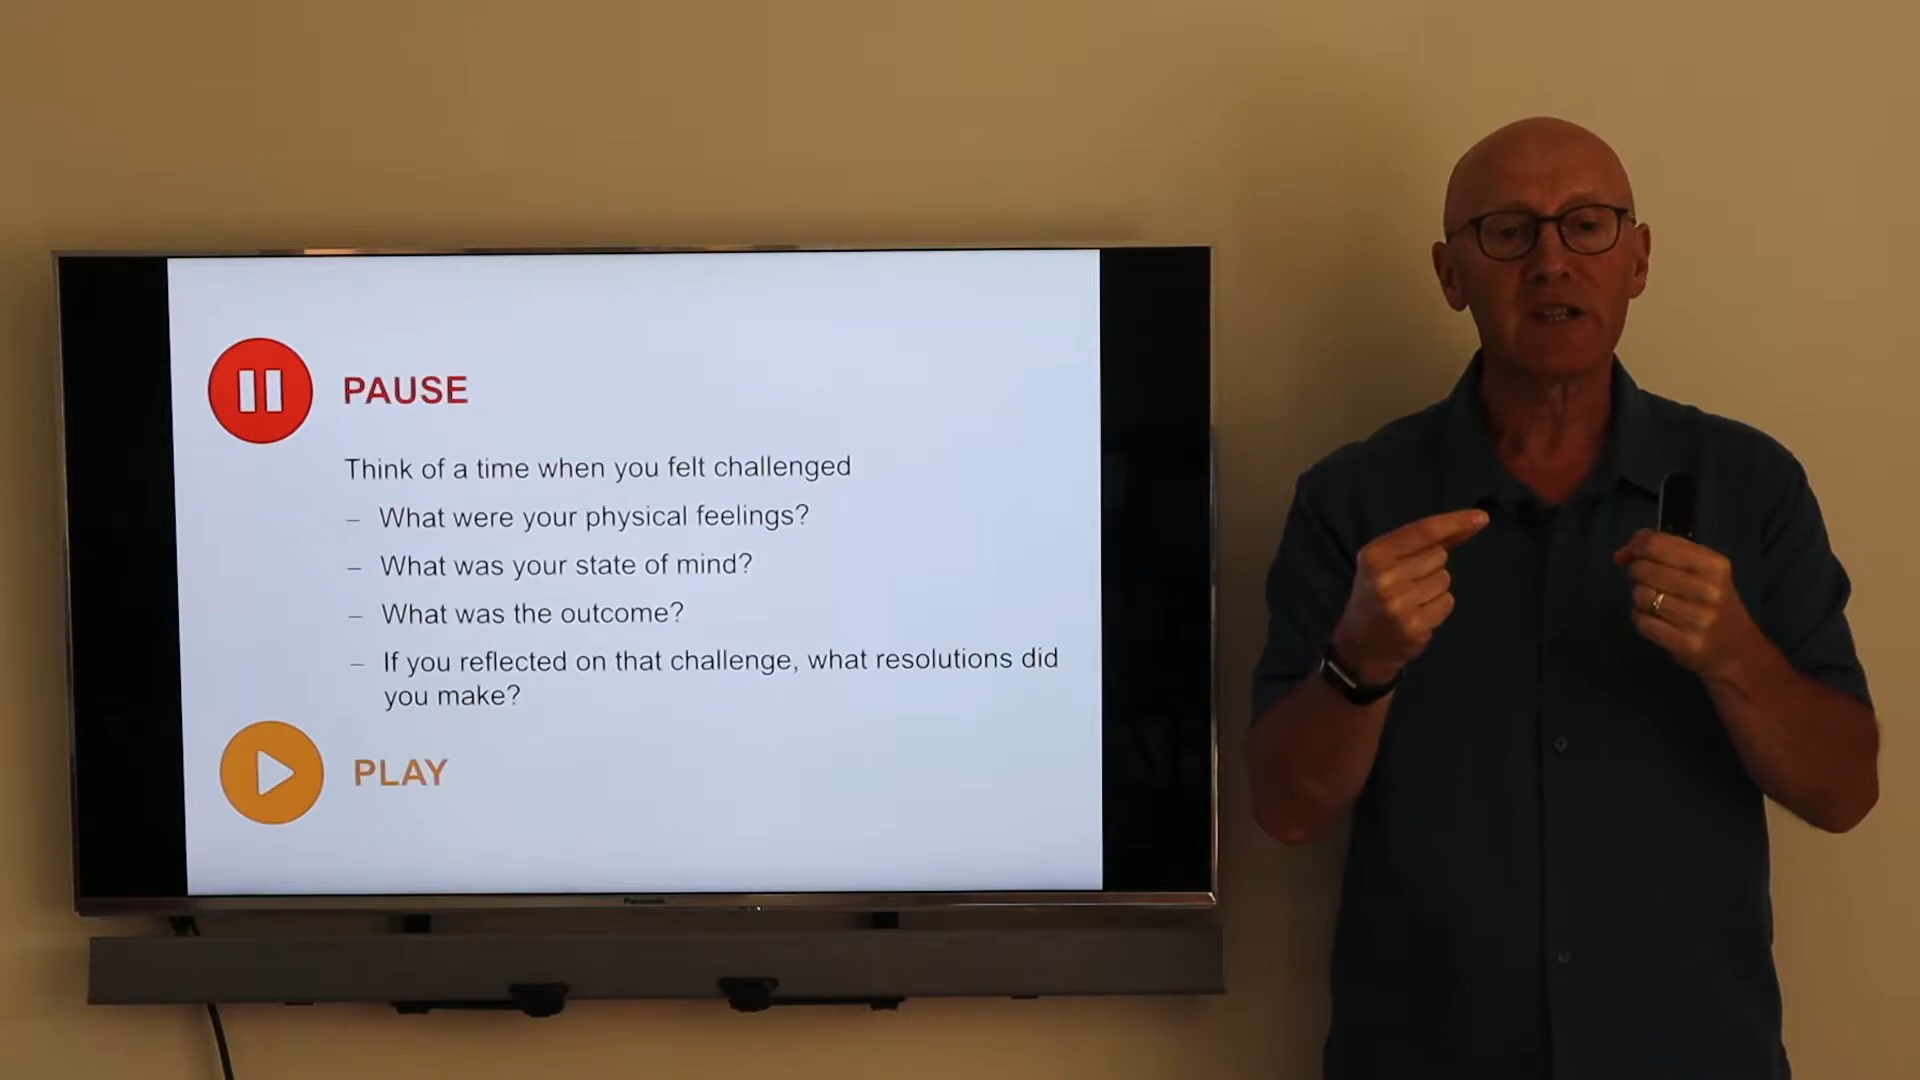 PAUSE
Think of a time when you felt challenged
– What were your physical feelings?
– What was your state of mind?
– What was the outcome?
– If you reflected on that challenge, what resolutions did
you make?
PLAY
Panasonic